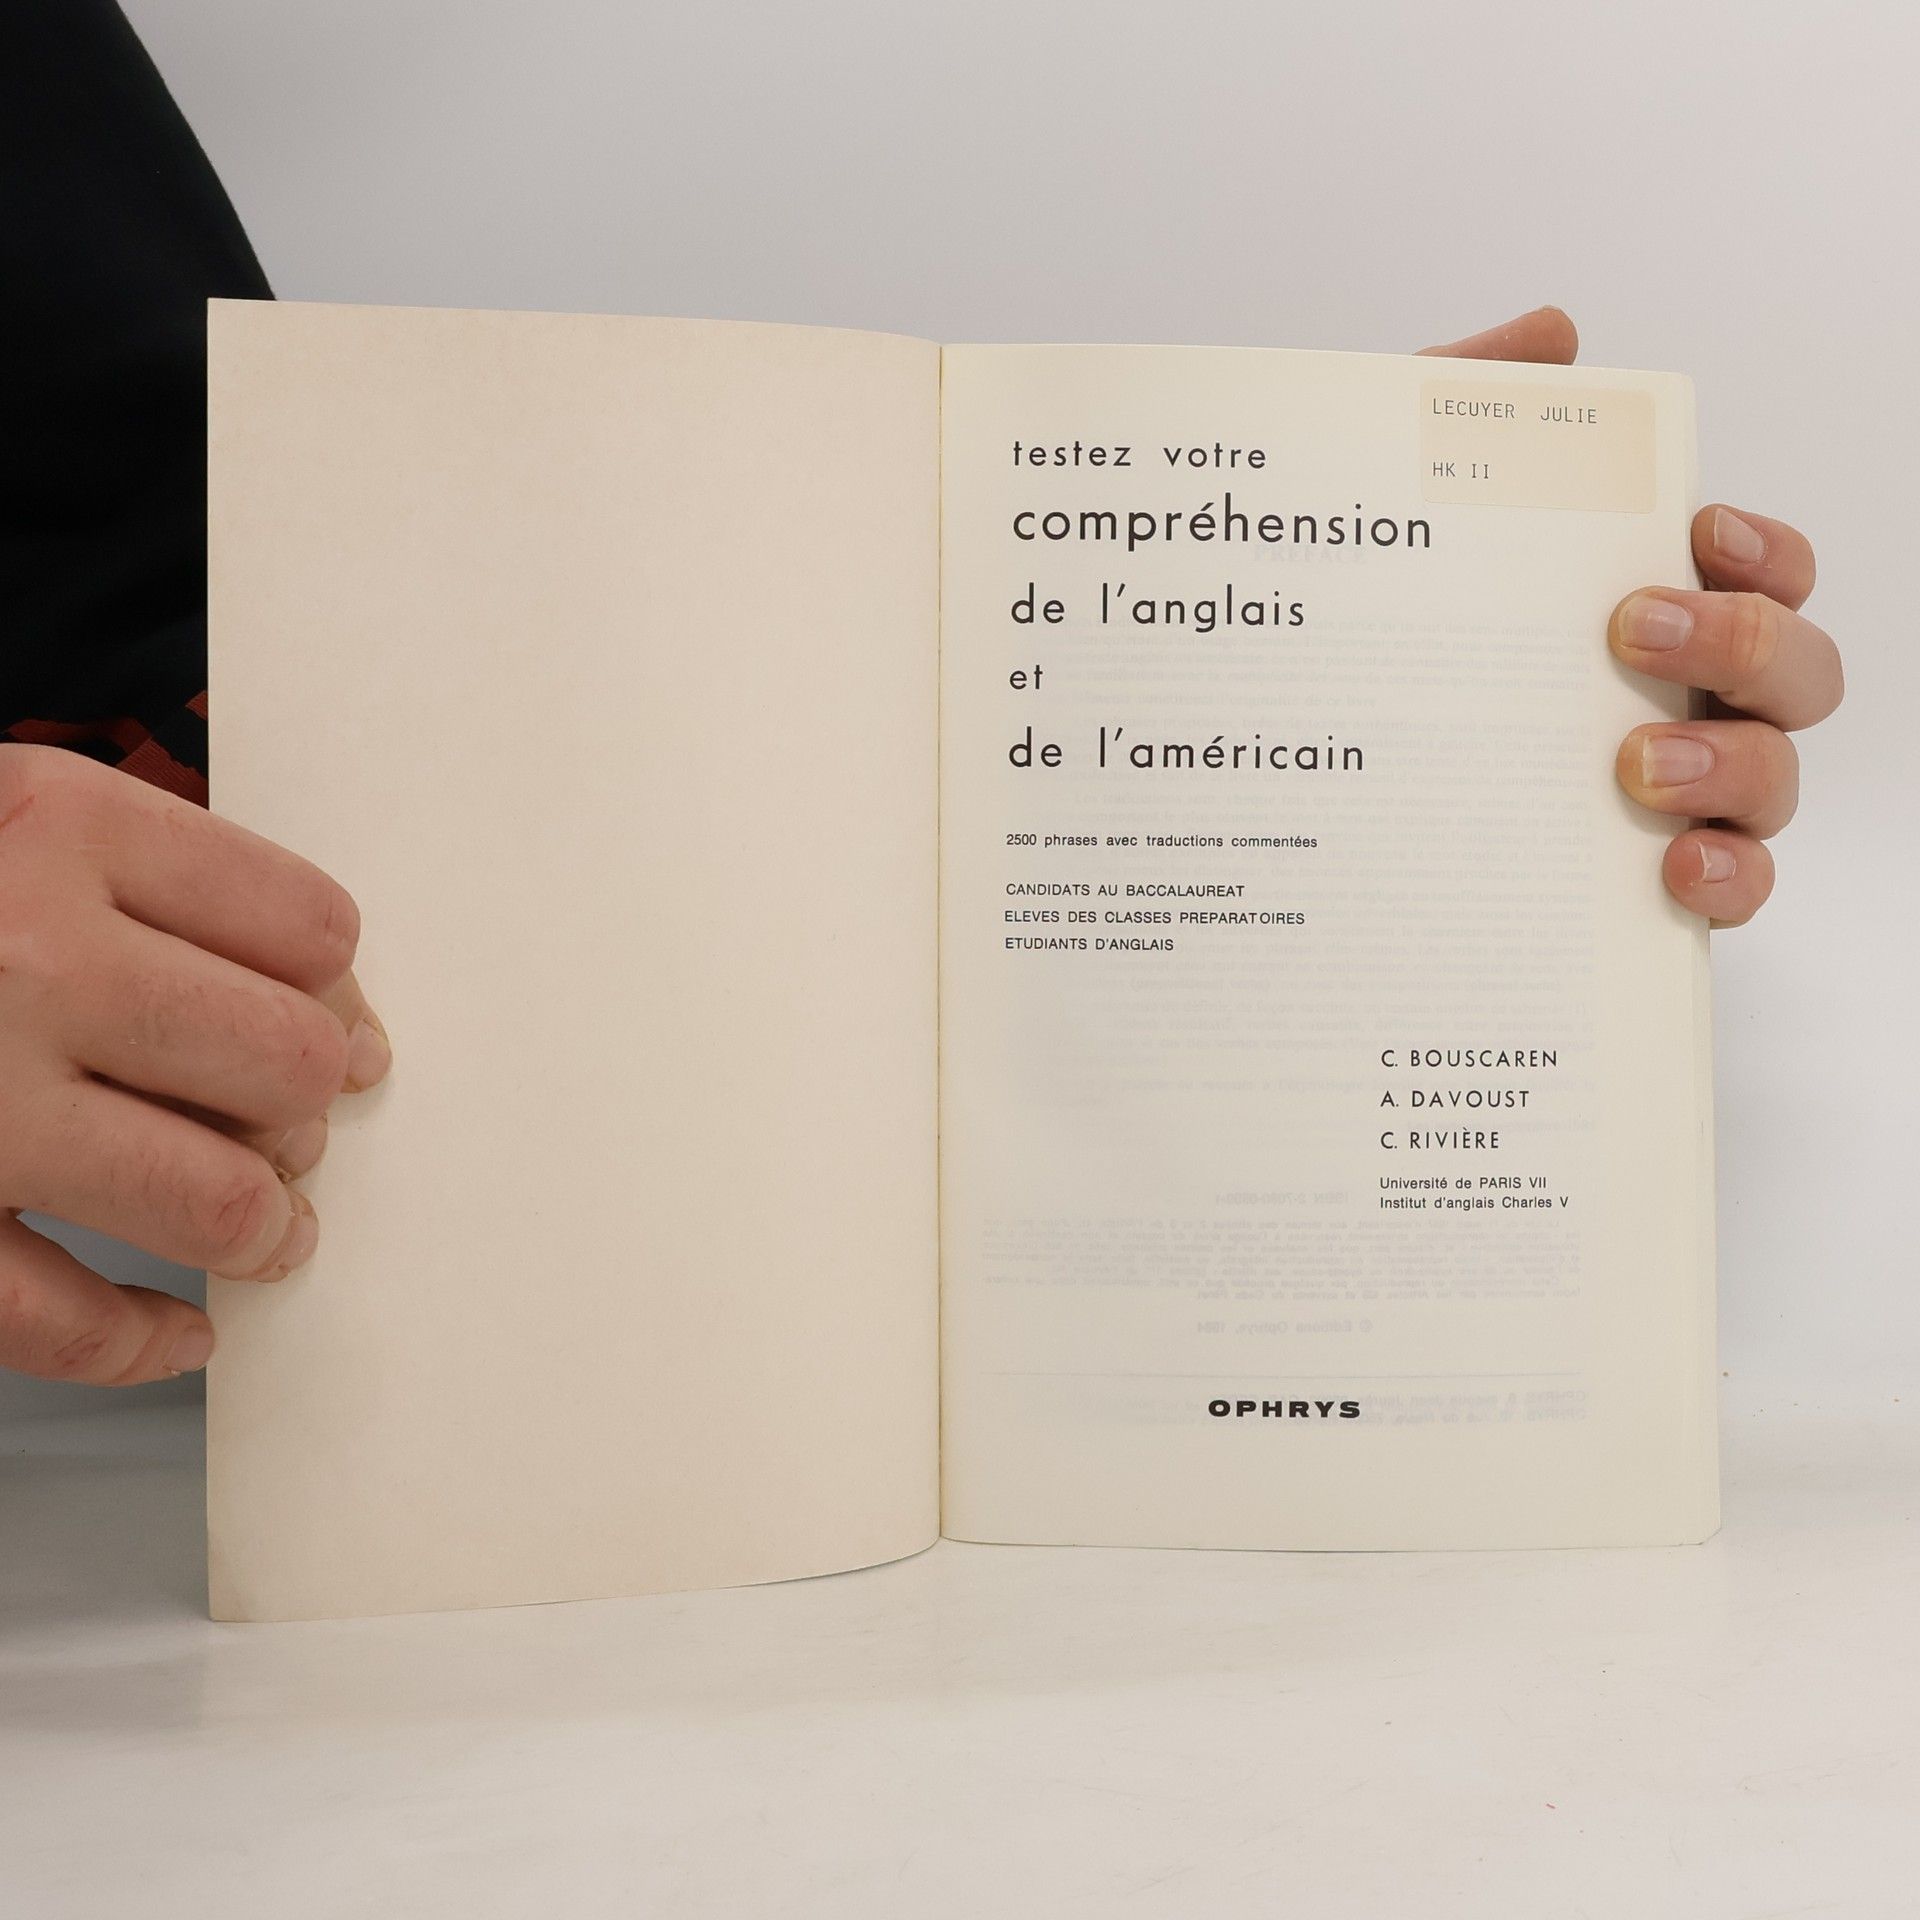 LECUYER JULIE
HK II
testez votre
compréhension
de l'anglais
et
de l'américain
2500 phrases avec traductions commentées
CANDIDATS AU BACCALAUREAT
ELEVES DES CLASSES PREPARATOIRES
ETUDIANTS D'ANGLAIS
C. BOUSCAREN
A. DAVOUST
C. RIVIÈRE
Université de PARIS VII
Institut d'anglais Charles V
OPHRYS